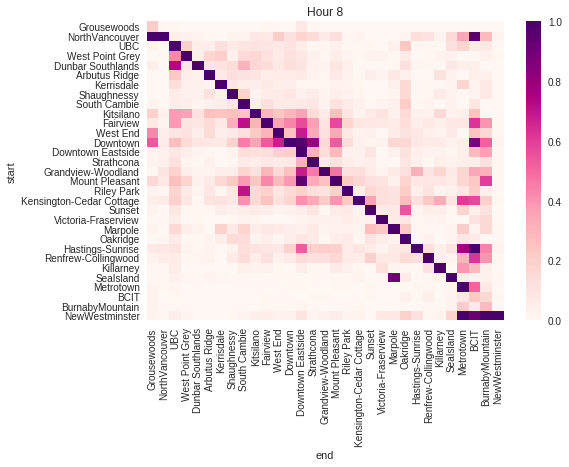 Hour 8
Grousewoods
NorthVancouver
UBC
West Point Grey
Dunbar Southlands
Arbutus Ridge
Kerrisdale
Shaughnessy
South Cambie
Kitsilano
Fairview
West End
Downtown
Downtown Eastside
Strathcona
Grandview-Woodland
Mount Pleasant
Riley Park
Kensington-Cedar Cottage
Sunset
Victoria-Fraserview
Marpole
Oakridge
Hastings-Sunrise
Renfrew-Collingwood
Killarney
SeaIsland
Metrotown
BCIT
BurnabyMountain
NewWestminster
start
Grousewoods
NorthVancouver
UBC
West Point Grey
Dunbar Southlands
Arbutus Ridge
Kerrisdale
Shaughnessy
South Cambie
Kitsilano
Fairview
West End
Downtown
Downtown Eastside
Strathcona
Grandview-Woodland
Mount Pleasant
Riley Park
Kensington-Cedar Cottage
Sunset
Victoria-Fraserview
Marpole
Oakridge
Hastings-Sunrise
Renfrew-Collingwood
Killarney
SeaIsland
Metrotown
BCIT
BurnabyMountain
NewWestminster
end
1.0
0.8
0.6
0.4
0.2
0.0